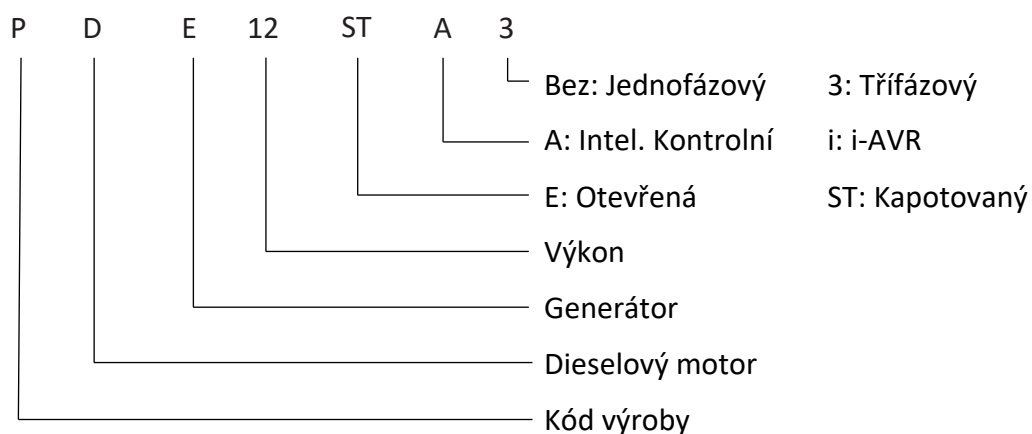 P D E 12 ST A 3
Bez: Jednofázový 3: Třífázový
A: Intel. Kontrolní i: i-AVR
E: Otevřená ST: Kapotovaný
Výkon
Generátor
Dieselový motor
Kód výroby